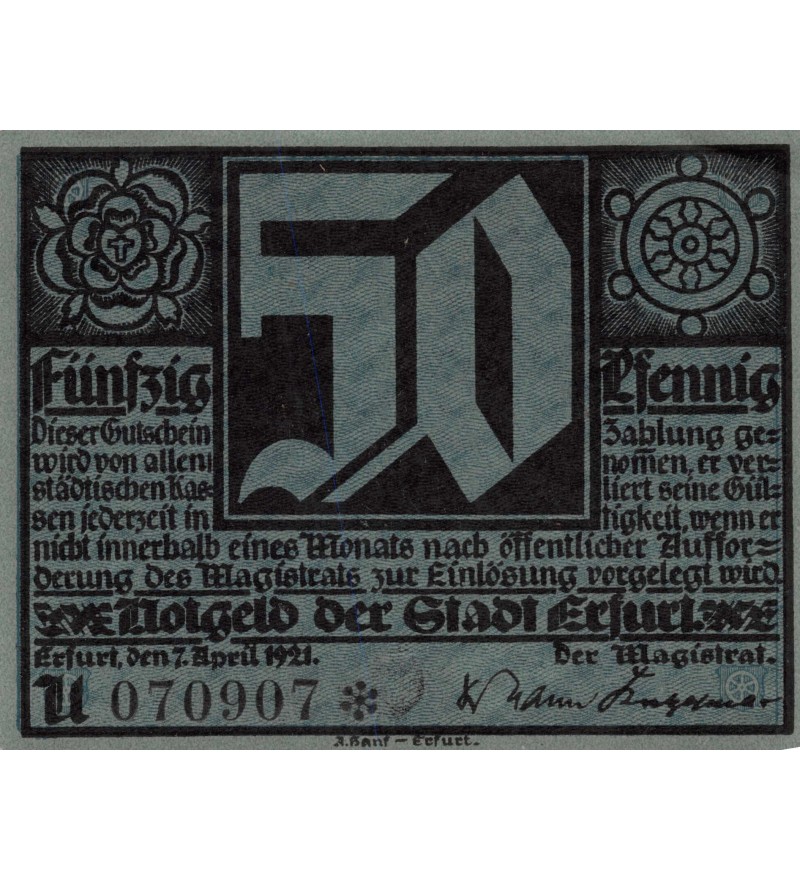 50
Fünfzig Pfennig
Dieser Gutschein Zahlung ge=
wird von allen nommen, er ver=
städtischen Kas= liert seine Gül=
sen jederzeit in tigkeit, wenn er
nicht innerhalb eines Monats nach öffentlicher Auffor=
derung des Magistrats zur Einlösung vorgelegt wird.
Notgeld der Stadt Erfurt.
Erfurt, den 7. April 1921. Der Magistrat.
U 070907 *
A. Hanf – Erfurt.